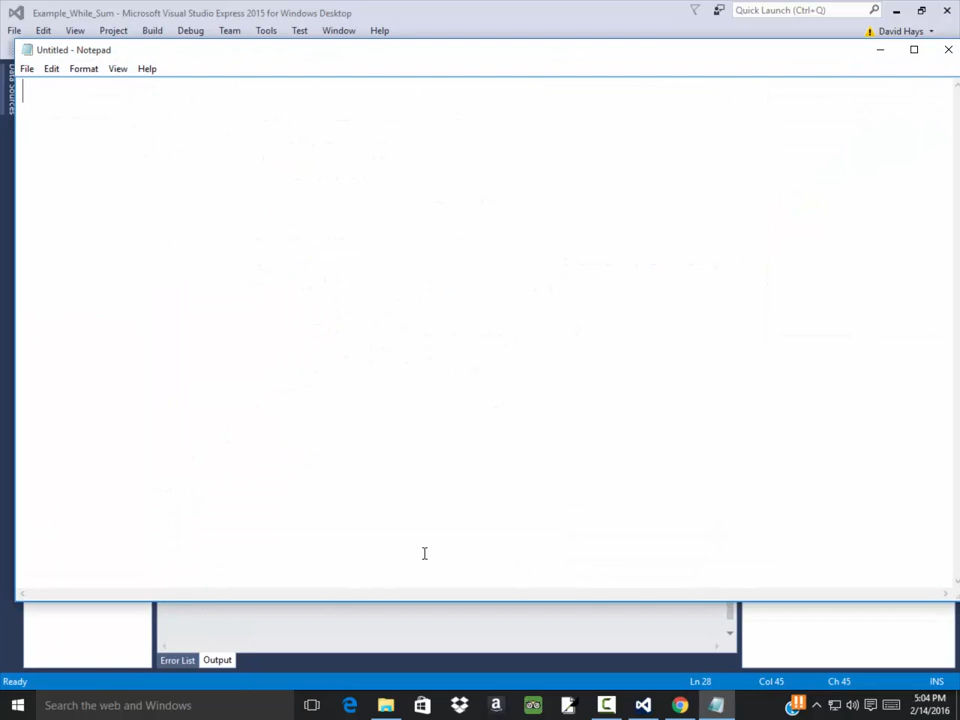 Example_While_Sum - Microsoft Visual Studio Express 2015 for Windows Desktop
Quick Launch (Ctrl+Q)
File Edit View Project Build Debug Team Tools Test Window Help
David Hays
Untitled - Notepad
File Edit Format View Help
Data Sources
Error List Output
Ready Ln 28 Col 45 Ch 45 INS
Search the web and Windows
5:04 PM
2/14/2016